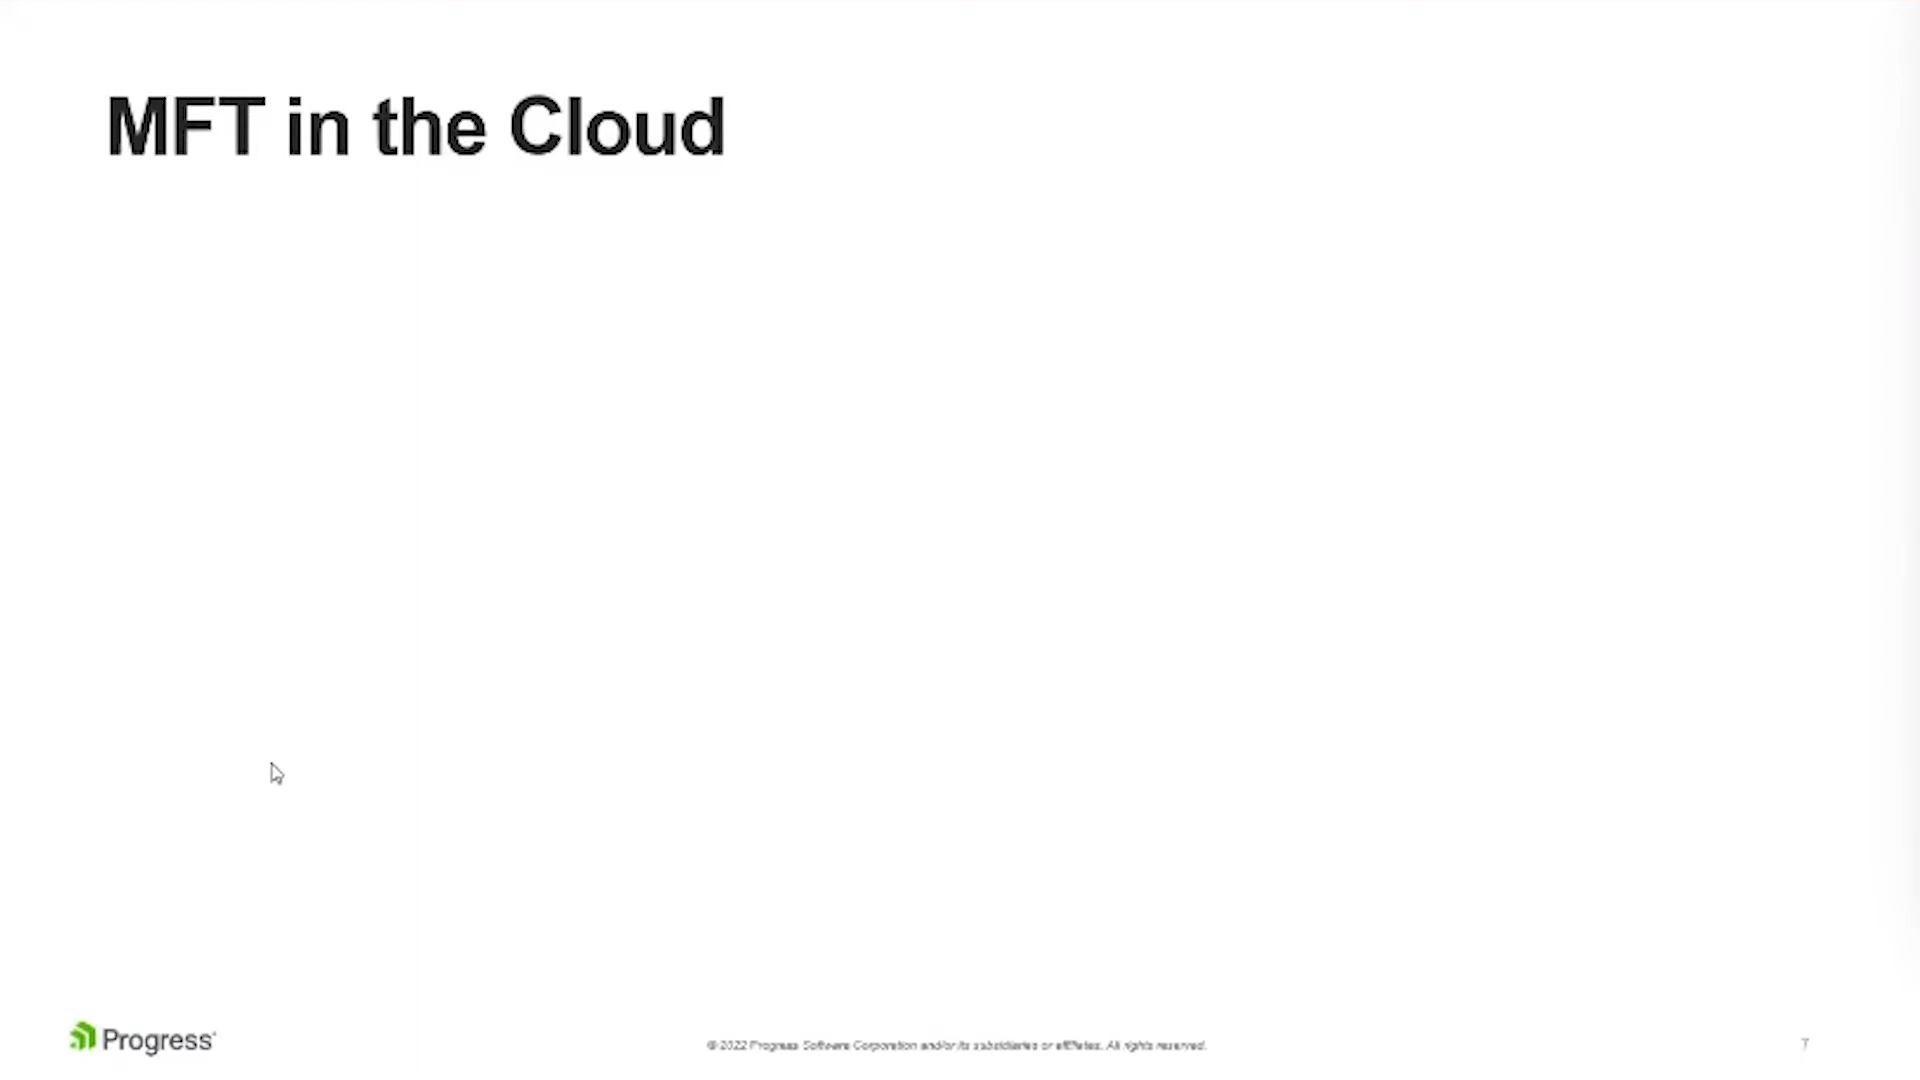 MFT in the Cloud
Progress
© 2022 Progress Software Corporation and/or its subsidiaries or affiliates. All rights reserved.
7